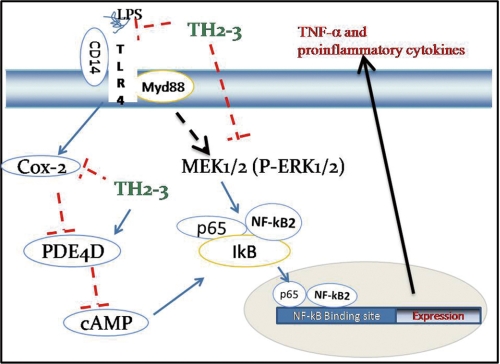 LPS
TH2-3
TNF-α and
proinflammatory cytokines
CD14
TLR4
Myd88
MEK1/2 (P-ERK1/2)
Cox-2
TH2-3
p65
NF-kB2
IkB
PDE4D
cAMP
p65
NF-kB2
NF-kB Binding site
Expression